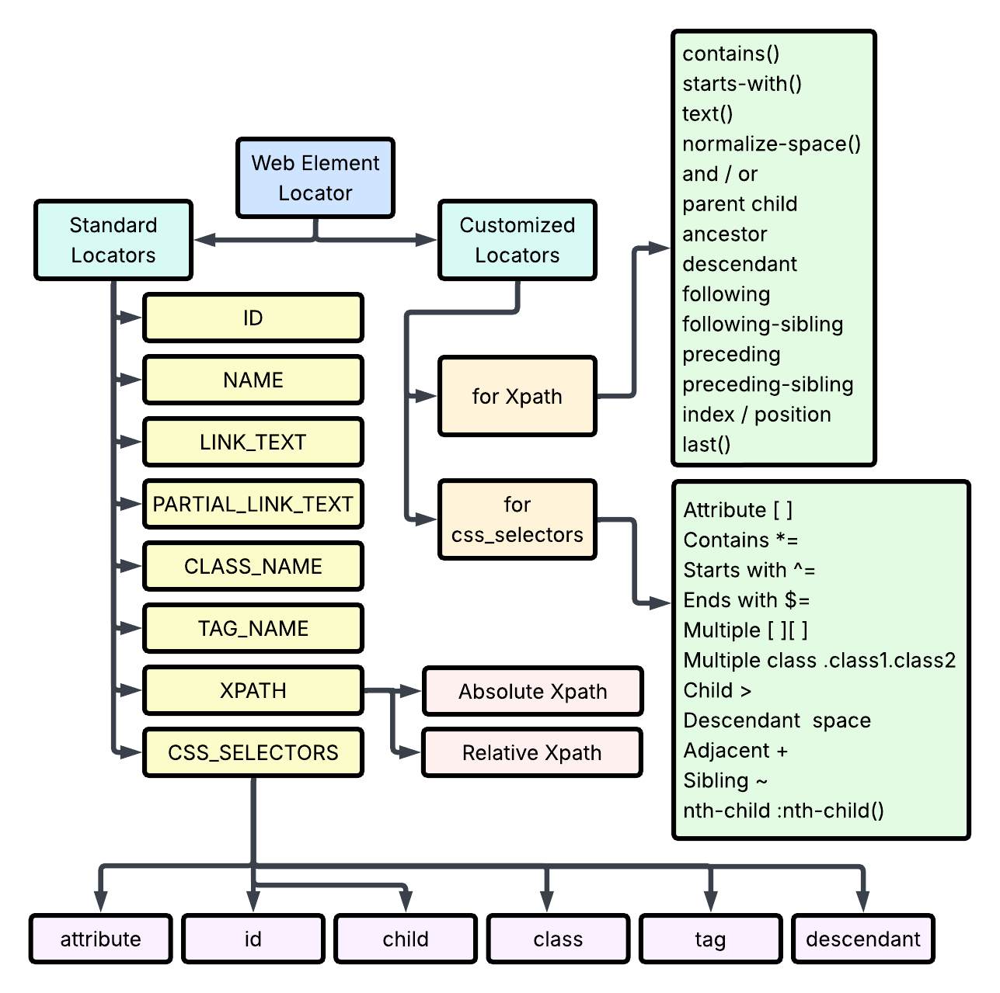 Web Element
Locator
Standard
Locators
Customized
Locators
ID
NAME
LINK_TEXT
PARTIAL_LINK_TEXT
CLASS_NAME
TAG_NAME
XPATH
CSS_SELECTORS
Absolute Xpath
Relative Xpath
attribute
id
child
class
tag
descendant
for Xpath
for
css_selectors
contains()
starts-with()
text()
normalize-space()
and / or
parent child
ancestor
descendant
following
following-sibling
preceding
preceding-sibling
index / position
last()
Attribute [ ]
Contains *=
Starts with ^=
Ends with $=
Multiple [ ][ ]
Multiple class .class1.class2
Child >
Descendant  space
Adjacent +
Sibling ~
nth-child :nth-child()